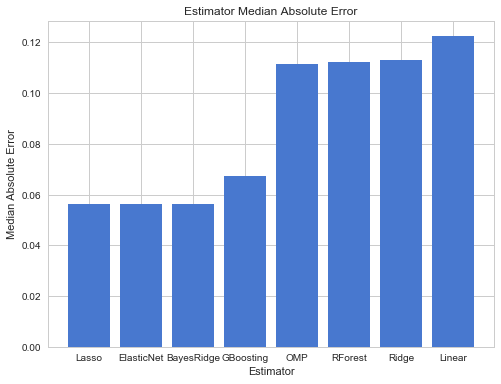 Estimator Median Absolute Error
Median Absolute Error
0.12
0.10
0.08
0.06
0.04
0.02
0.00
Lasso ElasticNet BayesRidge GBoosting OMP RForest Ridge Linear
Estimator